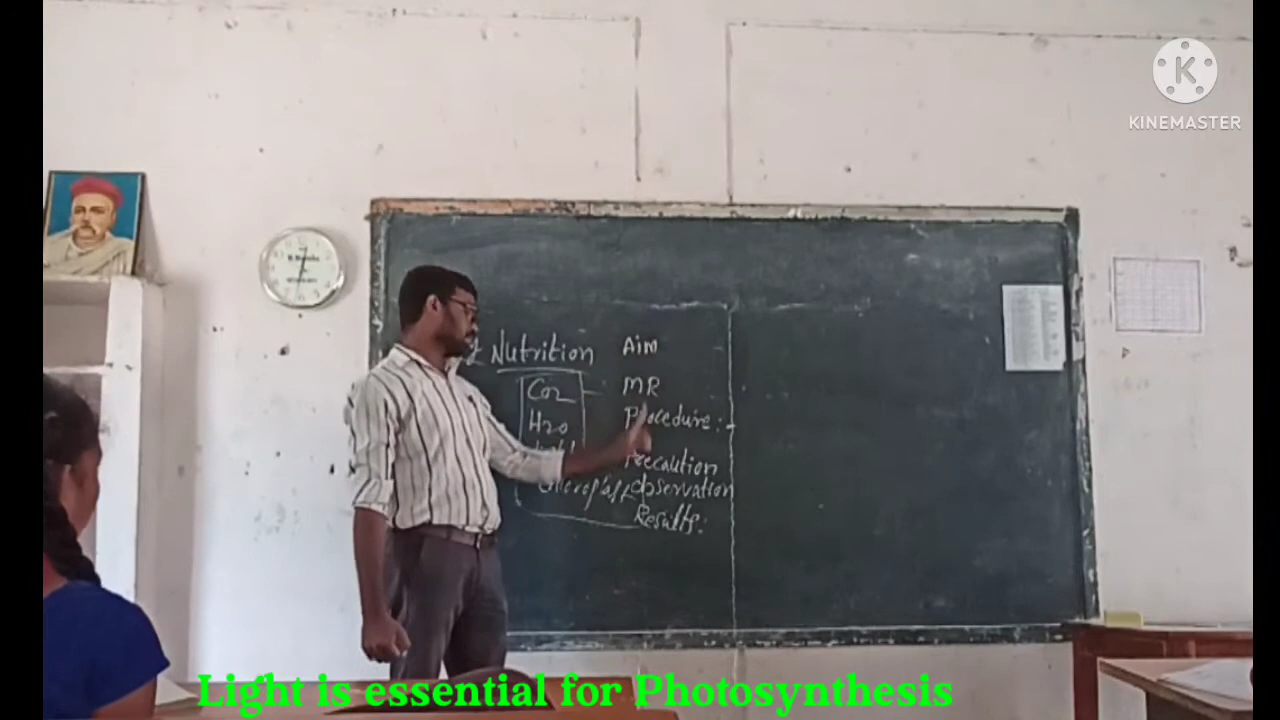 KINEMASTER
Nutrition
CO2
H2O
Aim
MR
Procedure:-
Precaution
Observation
Results:
Light is essential for Photosynthesis